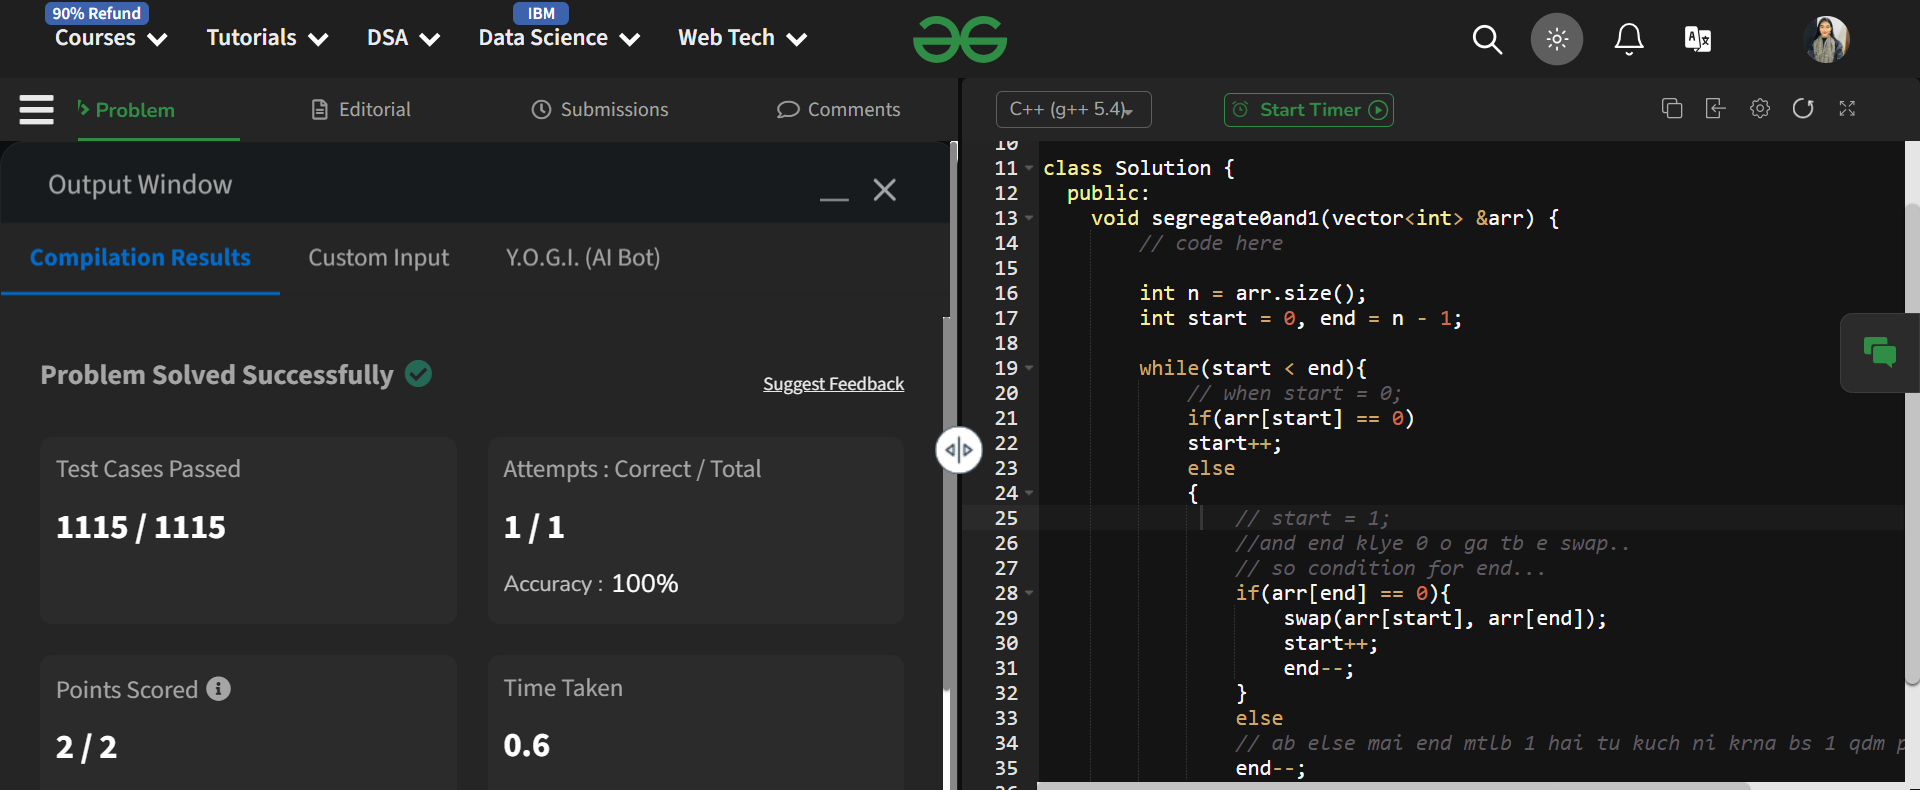 90% Refund
IBM
Courses
Tutorials
DSA
Data Science
Web Tech
Problem
Editorial
Submissions
Comments
Output Window
Compilation Results
Custom Input
Y.O.G.I. (AI Bot)
Problem Solved Successfully
Suggest Feedback
Test Cases Passed
1115 / 1115
Attempts : Correct / Total
1 / 1
Accuracy : 100%
Points Scored
2 / 2
Time Taken
0.6
C++ (g++ 5.4)
Start Timer
10
11 class Solution {
12 public:
13 void segregate0and1(vector<int> &arr) {
14 // code here
15
16 int n = arr.size();
17 int start = 0, end = n - 1;
18
19 while(start < end){
20 // when start = 0;
21 if(arr[start] == 0)
22 start++;
23 else
24 {
25 // start = 1;
26 //and end klye 0 o ga tb e swap..
27 // so condition for end...
28 if(arr[end] == 0){
29 swap(arr[start], arr[end]);
30 start++;
31 end--;
32 }
33 else
34 // ab else mai end mtlb 1 hai tu kuch ni krna bs 1 qdm
35 end--;